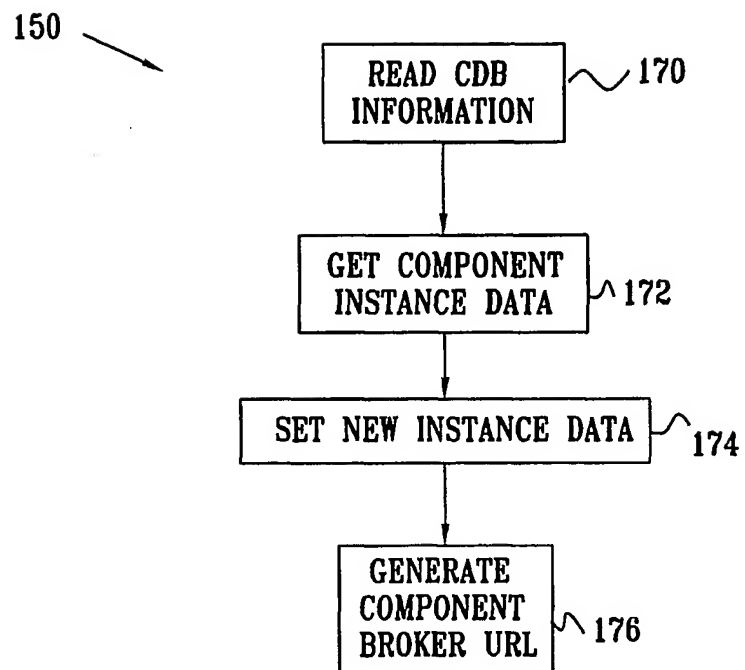 150
READ CDB
INFORMATION
170
GET COMPONENT
INSTANCE DATA
172
SET NEW INSTANCE DATA
174
GENERATE
COMPONENT
BROKER URL
176